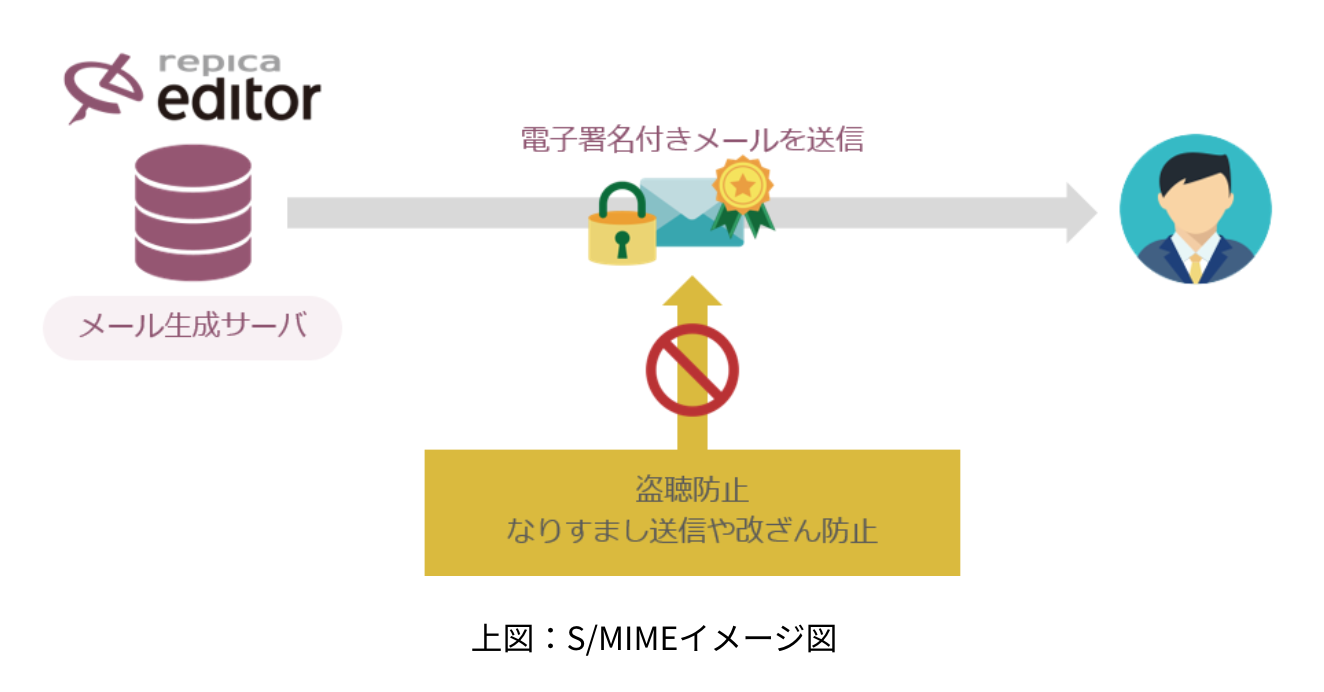 repica
editor
電子署名付きメールを送信
メール生成サーバ
盗聴防止
なりすまし送信や改ざん防止
上図：S/MIMEイメージ図